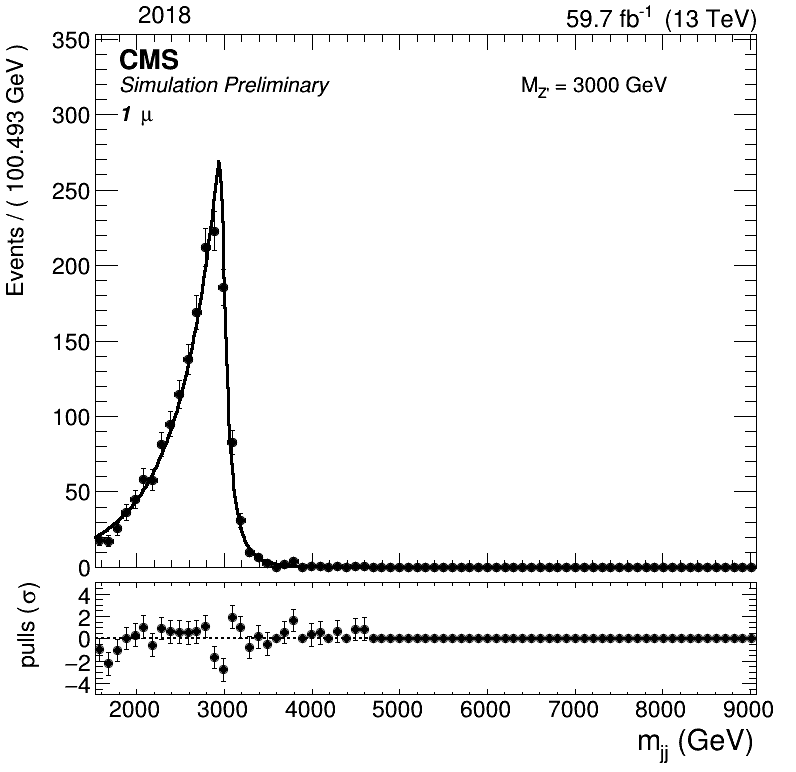 2018 59.7 fb⁻¹ (13 TeV)
CMS
Simulation Preliminary
M_Z' = 3000 GeV
1 μ
Events / ( 100.493 GeV )
350
300
250
200
150
100
50
0
pulls (σ)
4
2
0
−2
−4
2000 3000 4000 5000 6000 7000 8000 9000
m_jj (GeV)